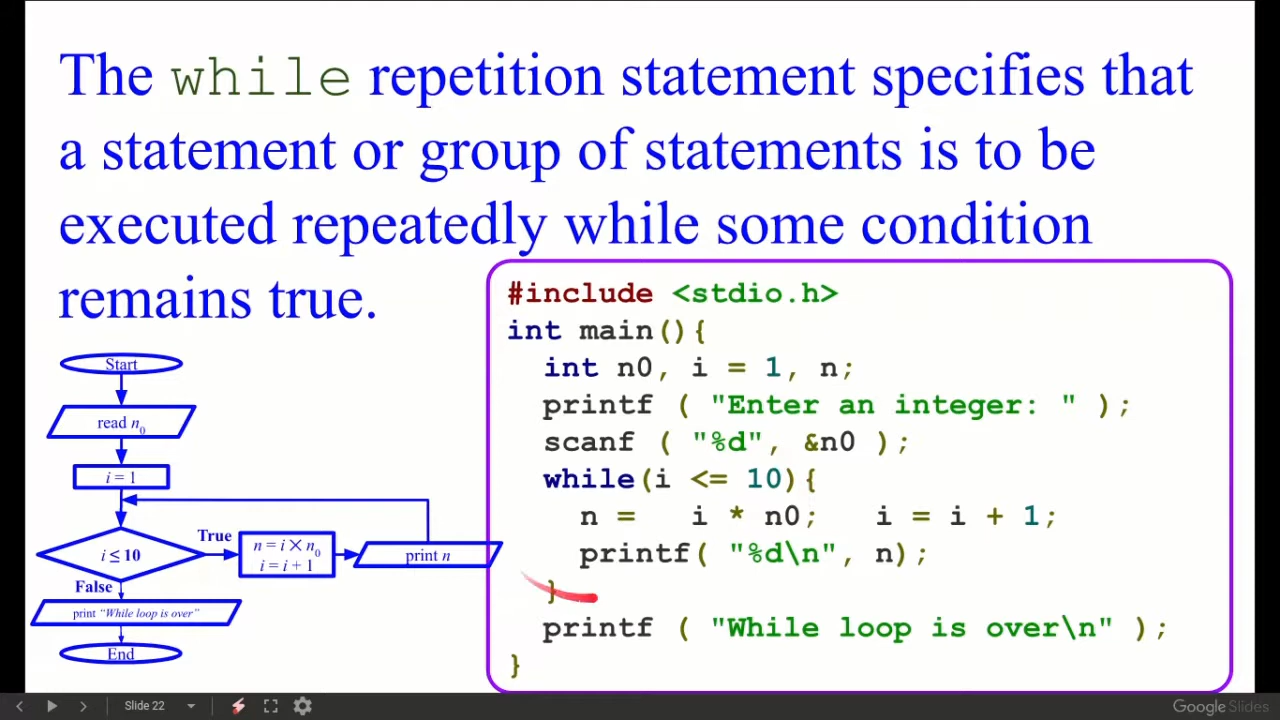 The while repetition statement specifies that
a statement or group of statements is to be
executed repeatedly while some condition
remains true.
Start
read n0
i = 1
i ≤ 10
True
n = i × n0
i = i + 1
print n
False
print “While loop is over”
End
#include <stdio.h>
int main(){
int n0, i = 1, n;
printf ( "Enter an integer: " );
scanf ( "%d", &n0 );
while(i <= 10){
n = i * n0; i = i + 1;
printf( "%d\n", n);
}
printf ( "While loop is over\n" );
}
Slide 22
Google Slides